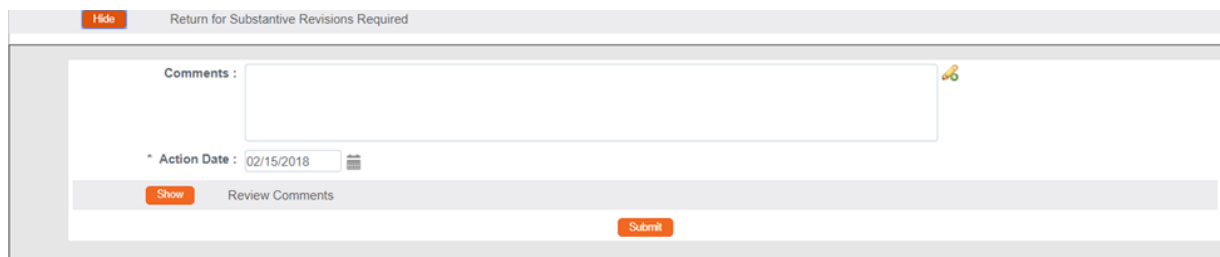 Hide Return for Substantive Revisions Required
Comments :
* Action Date : 02/15/2018
Show Review Comments
Submit